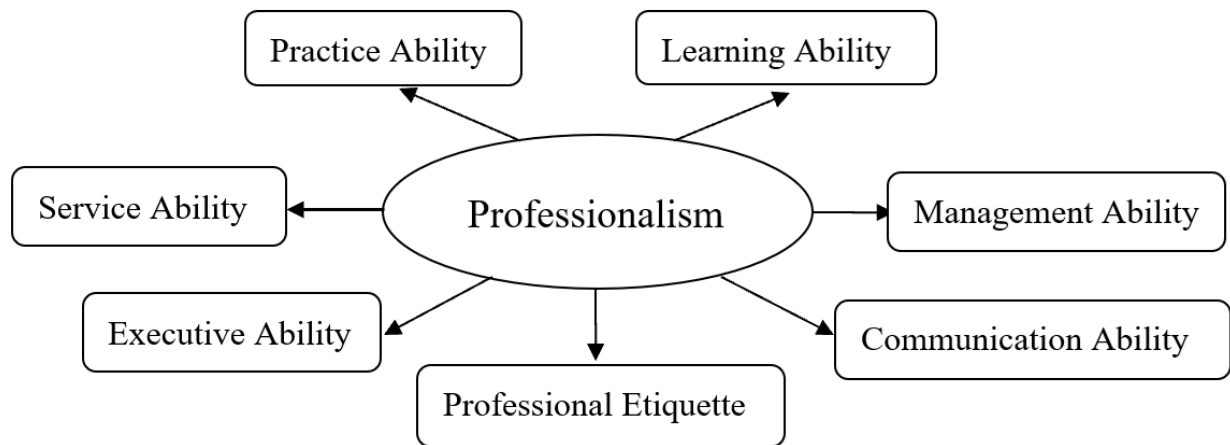 Practice Ability
Learning Ability
Service Ability
Professionalism
Management Ability
Executive Ability
Communication Ability
Professional Etiquette